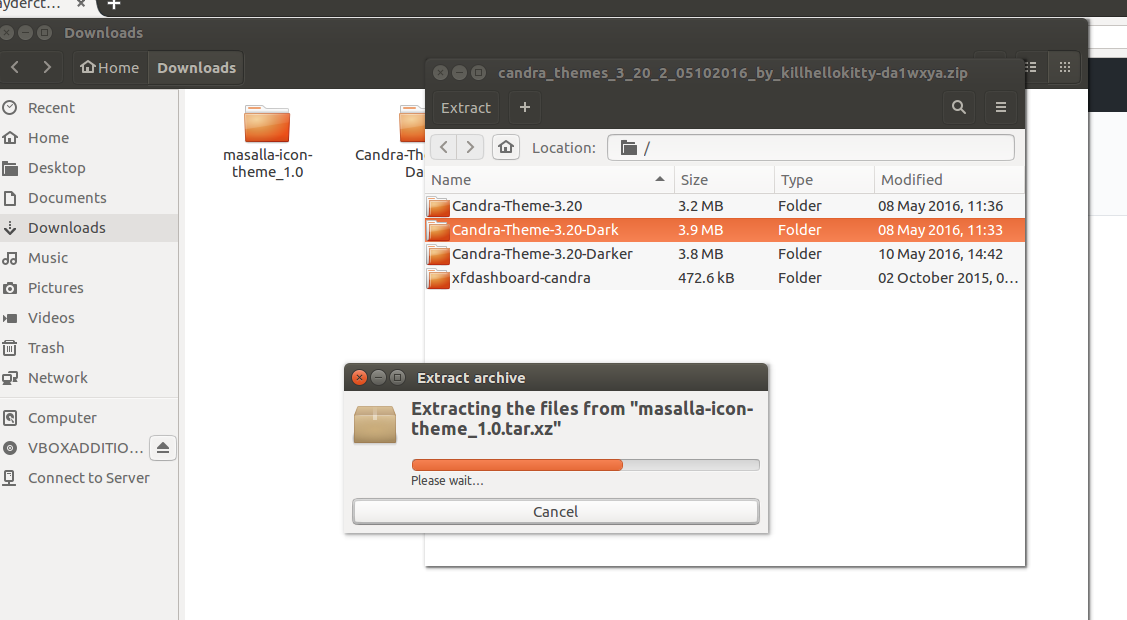 Downloads
Home
Downloads
Recent
Home
Desktop
Documents
Downloads
Music
Pictures
Videos
Trash
Network
Computer
VBOXADDITIO...
Connect to Server
masalla-icon-
theme_1.0
Candra-Th
Da
candra_themes_3_20_2_05102016_by_killhellokitty-da1wxya.zip
Extract
Location: /
Name Size Type Modified
Candra-Theme-3.20 3.2 MB Folder 08 May 2016, 11:36
Candra-Theme-3.20-Dark 3.9 MB Folder 08 May 2016, 11:33
Candra-Theme-3.20-Darker 3.8 MB Folder 10 May 2016, 14:42
xfdashboard-candra 472.6 kB Folder 02 October 2015, 0...
Extract archive
Extracting the files from "masalla-icon-
theme_1.0.tar.xz"
Please wait...
Cancel